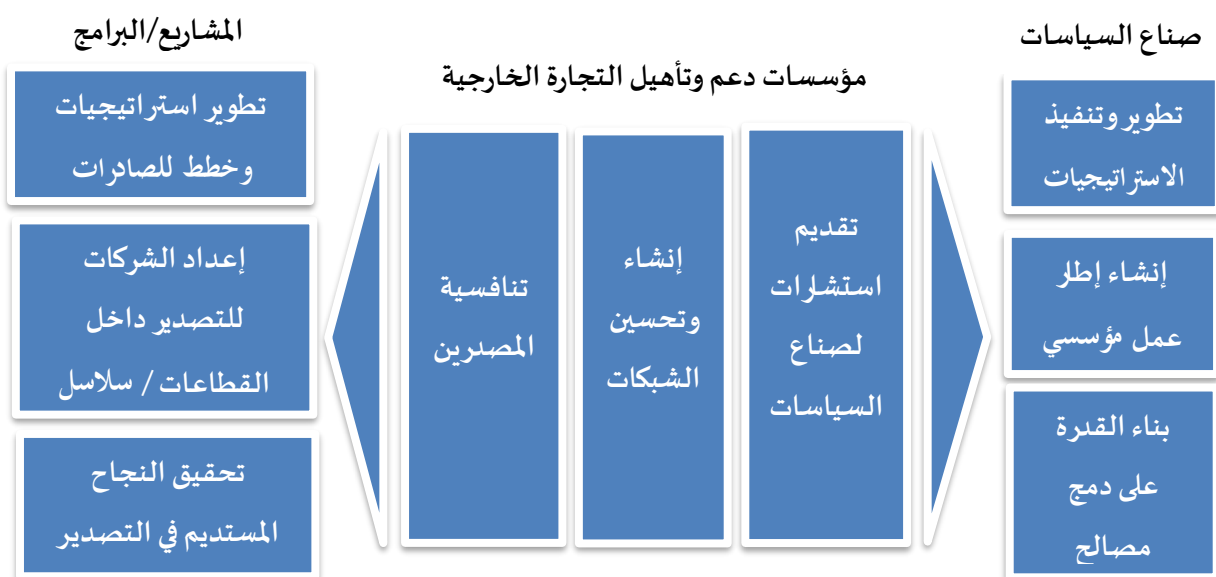 صناع السياسات
تطوير وتنفيذ
الاستراتيجيات
إنشاء إطار
عمل مؤسسي
بناء القدرة
على دمج
مصالح
مؤسسات دعم وتأهيل التجارة الخارجية
تقديم
استشارات
لصناع
السياسات
إنشاء
وتحسين
الشبكات
تنافسية
المصدرين
المشاريع/البرامج
تطوير استراتيجيات
وخطط للصادرات
إعداد الشركات
للتصدير داخل
القطاعات / سلاسل
تحقيق النجاح
المستديم في التصدير